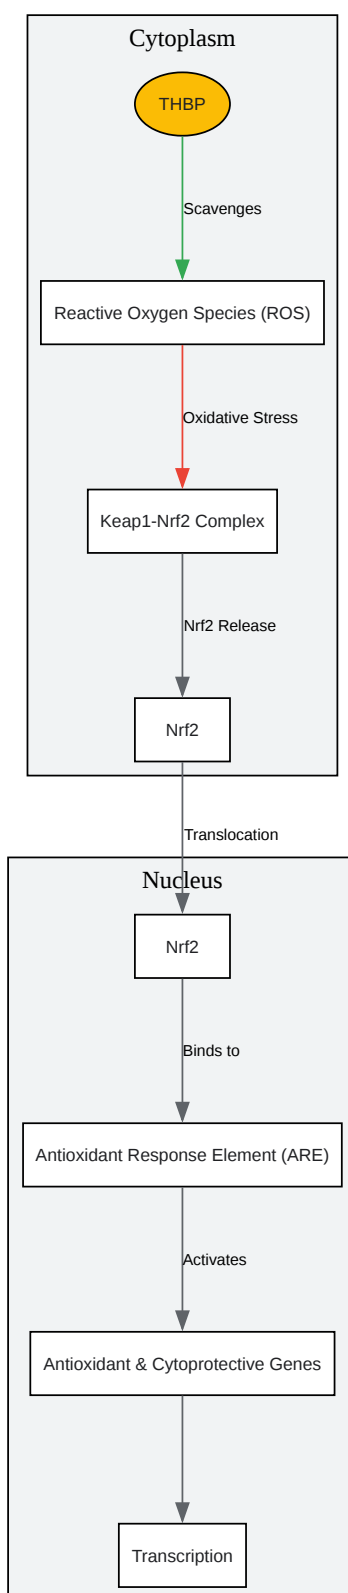 Cytoplasm
THBP
Scavenges
Reactive Oxygen Species (ROS)
Oxidative Stress
Keap1-Nrf2 Complex
Nrf2 Release
Nrf2
Translocation
Nucleus
Nrf2
Binds to
Antioxidant Response Element (ARE)
Activates
Antioxidant & Cytoprotective Genes
Transcription